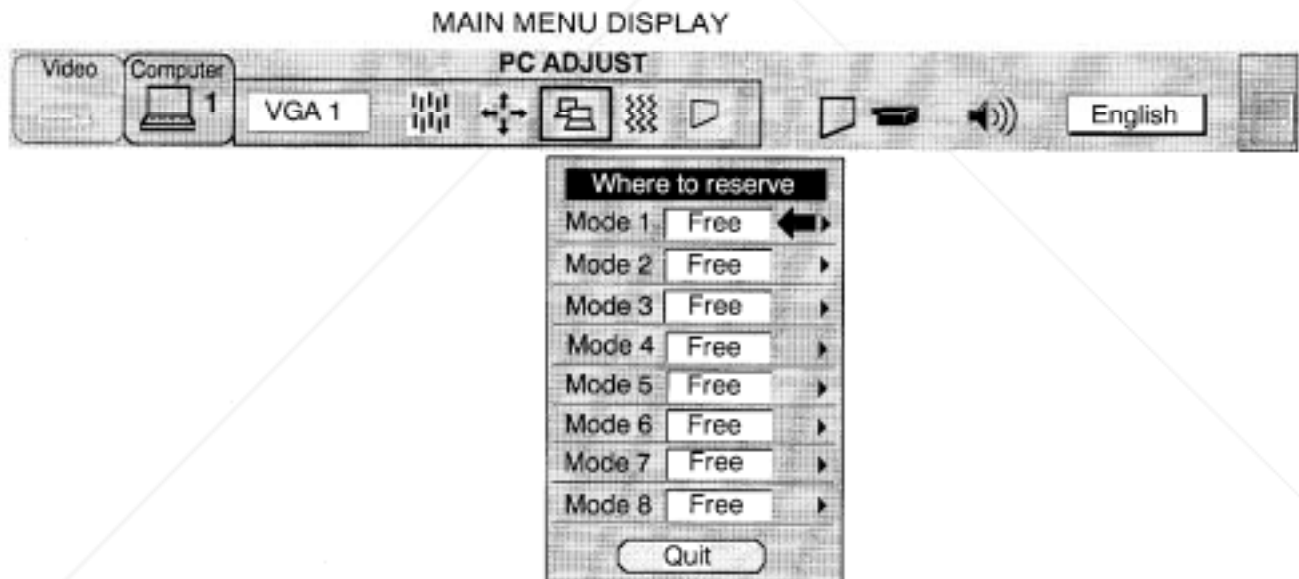 MAIN MENU DISPLAY
PC ADJUST
Video
Computer
1
VGA 1
English
Where to reserve
Mode 1 Free
Mode 2 Free
Mode 3 Free
Mode 4 Free
Mode 5 Free
Mode 6 Free
Mode 7 Free
Mode 8 Free
Quit